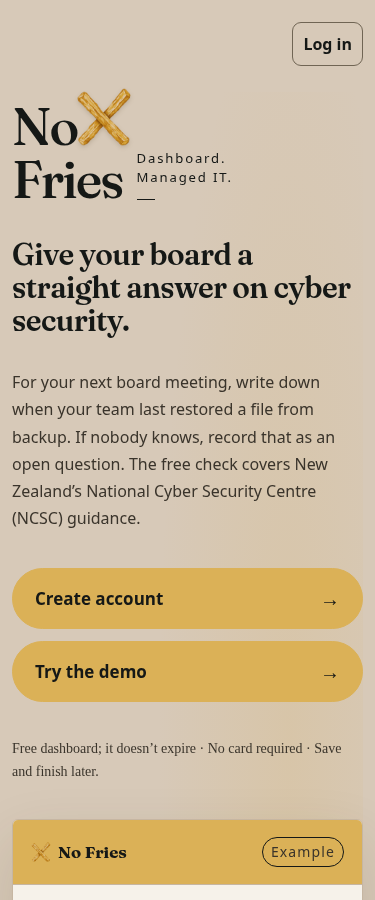 Log in
No
Fries
Dashboard.
Managed IT.
Give your board a
straight answer on cyber
security.
For your next board meeting, write down
when your team last restored a file from
backup. If nobody knows, record that as an
open question. The free check covers New
Zealand’s National Cyber Security Centre
(NCSC) guidance.
Create account →
Try the demo →
Free dashboard; it doesn’t expire · No card required · Save
and finish later.
No Fries
Example